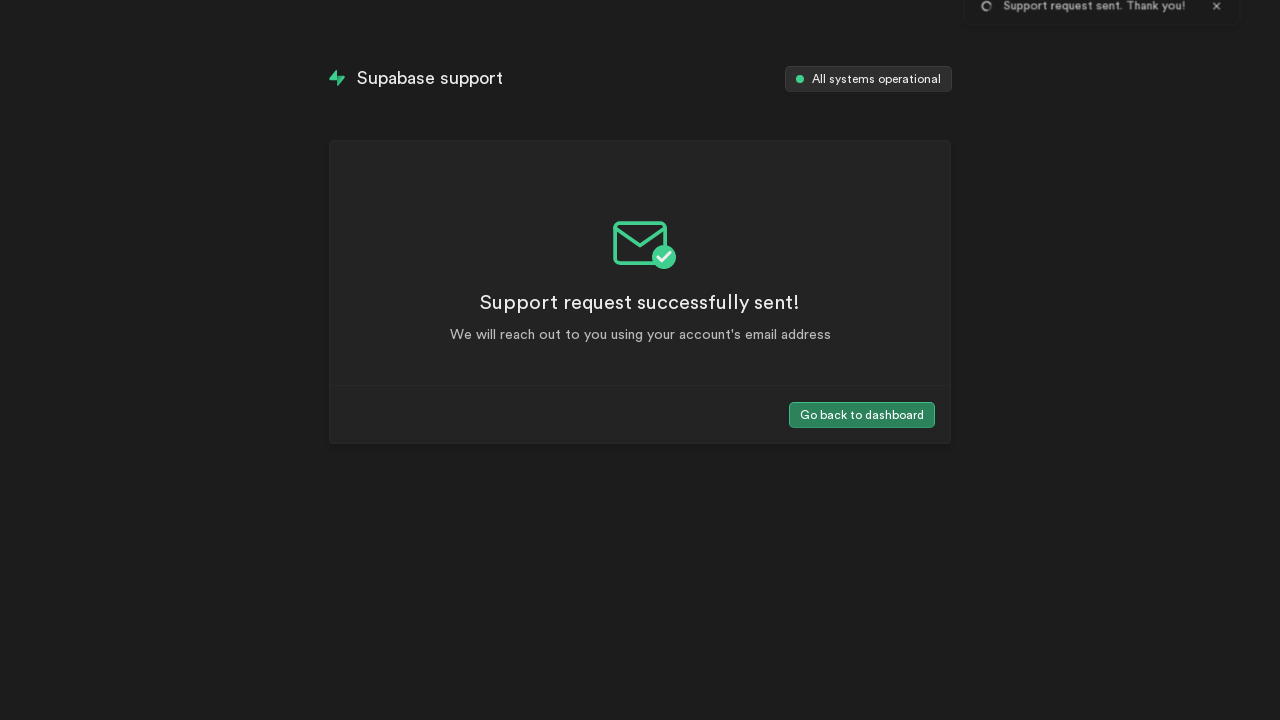 Support request sent. Thank you!
Supabase support
All systems operational
Support request successfully sent!
We will reach out to you using your account's email address
Go back to dashboard